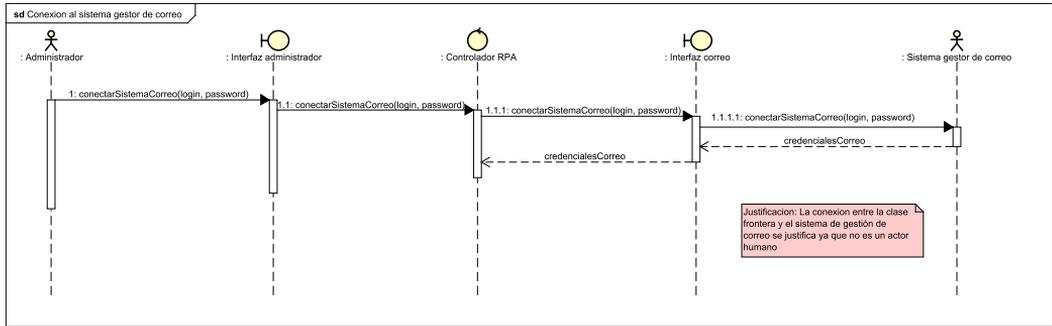 sd Conexion al sistema gestor de correo
: Administrador
: Interfaz administrador
: Controlador RPA
: Interfaz correo
: Sistema gestor de correo
1: conectarSistemaCorreo(login, password)
1.1: conectarSistemaCorreo(login, password)
1.1.1: conectarSistemaCorreo(login, password)
1.1.1.1: conectarSistemaCorreo(login, password)
credencialesCorreo
credencialesCorreo
Justificacion: La conexion entre la clase
frontera y el sistema de gestión de
correo se justifica ya que no es un actor
humano